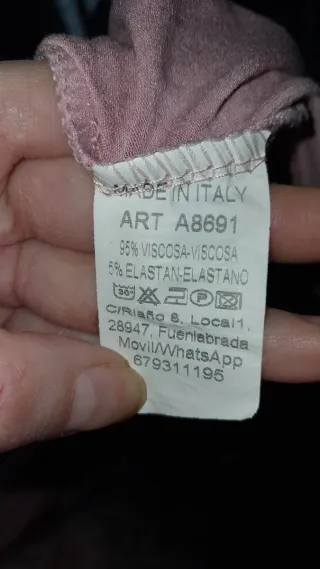 MADE IN ITALY
ART A8691
95% VISCOSA-VISCOSA
5% ELASTAN-ELASTANO
30° P
C/Riaño 8, Local1,
28947, Fuenlabrada
Movil/WhatsApp
679311195